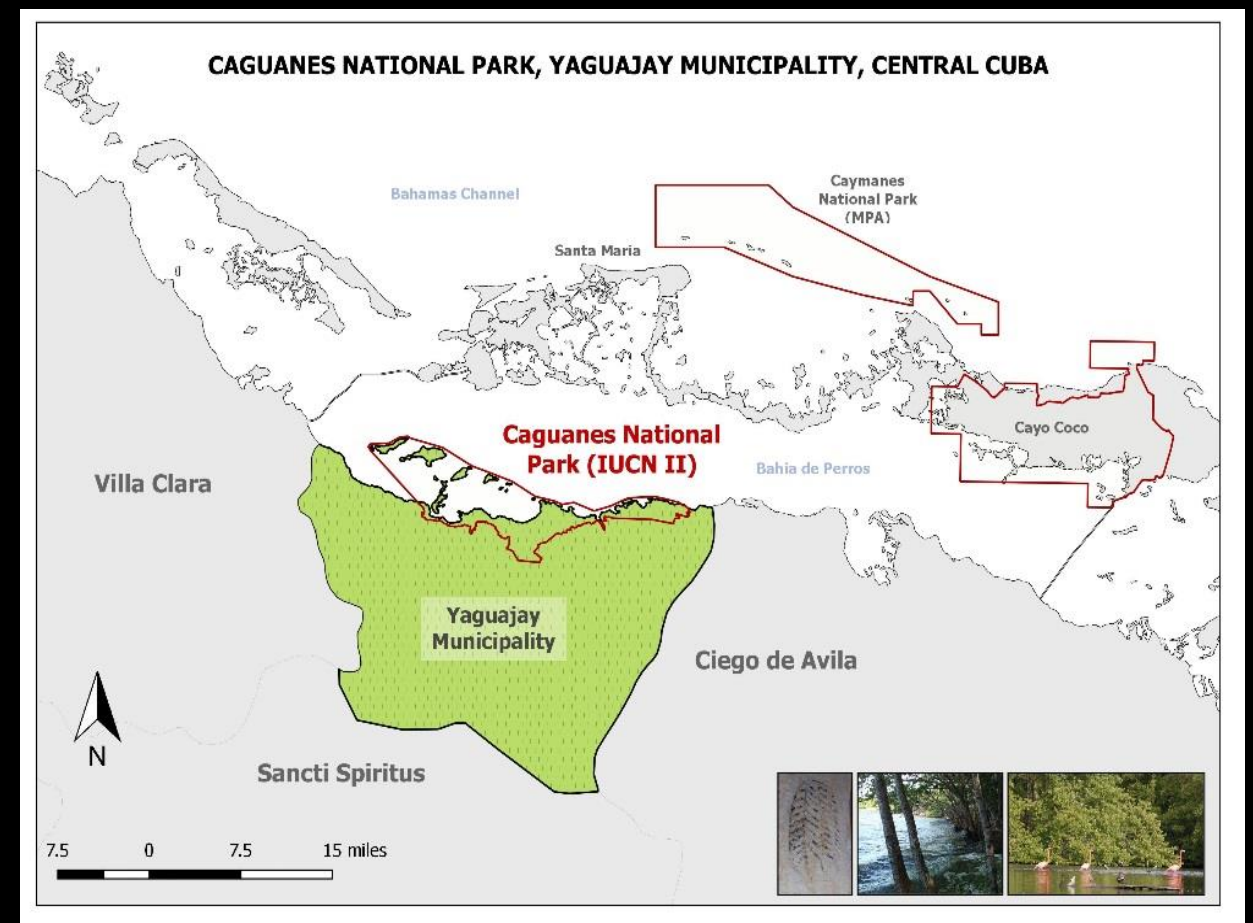 CAGUANES NATIONAL PARK, YAGUAJAY MUNICIPALITY, CENTRAL CUBA
Bahamas Channel
Caymanes
National Park
(MPA)
Santa Maria
Caguanes National
Park (IUCN II)
Cayo Coco
Bahia de Perros
Villa Clara
Yaguajay
Municipality
Ciego de Avila
N
Sancti Spiritus
7.5 0 7.5 15 miles